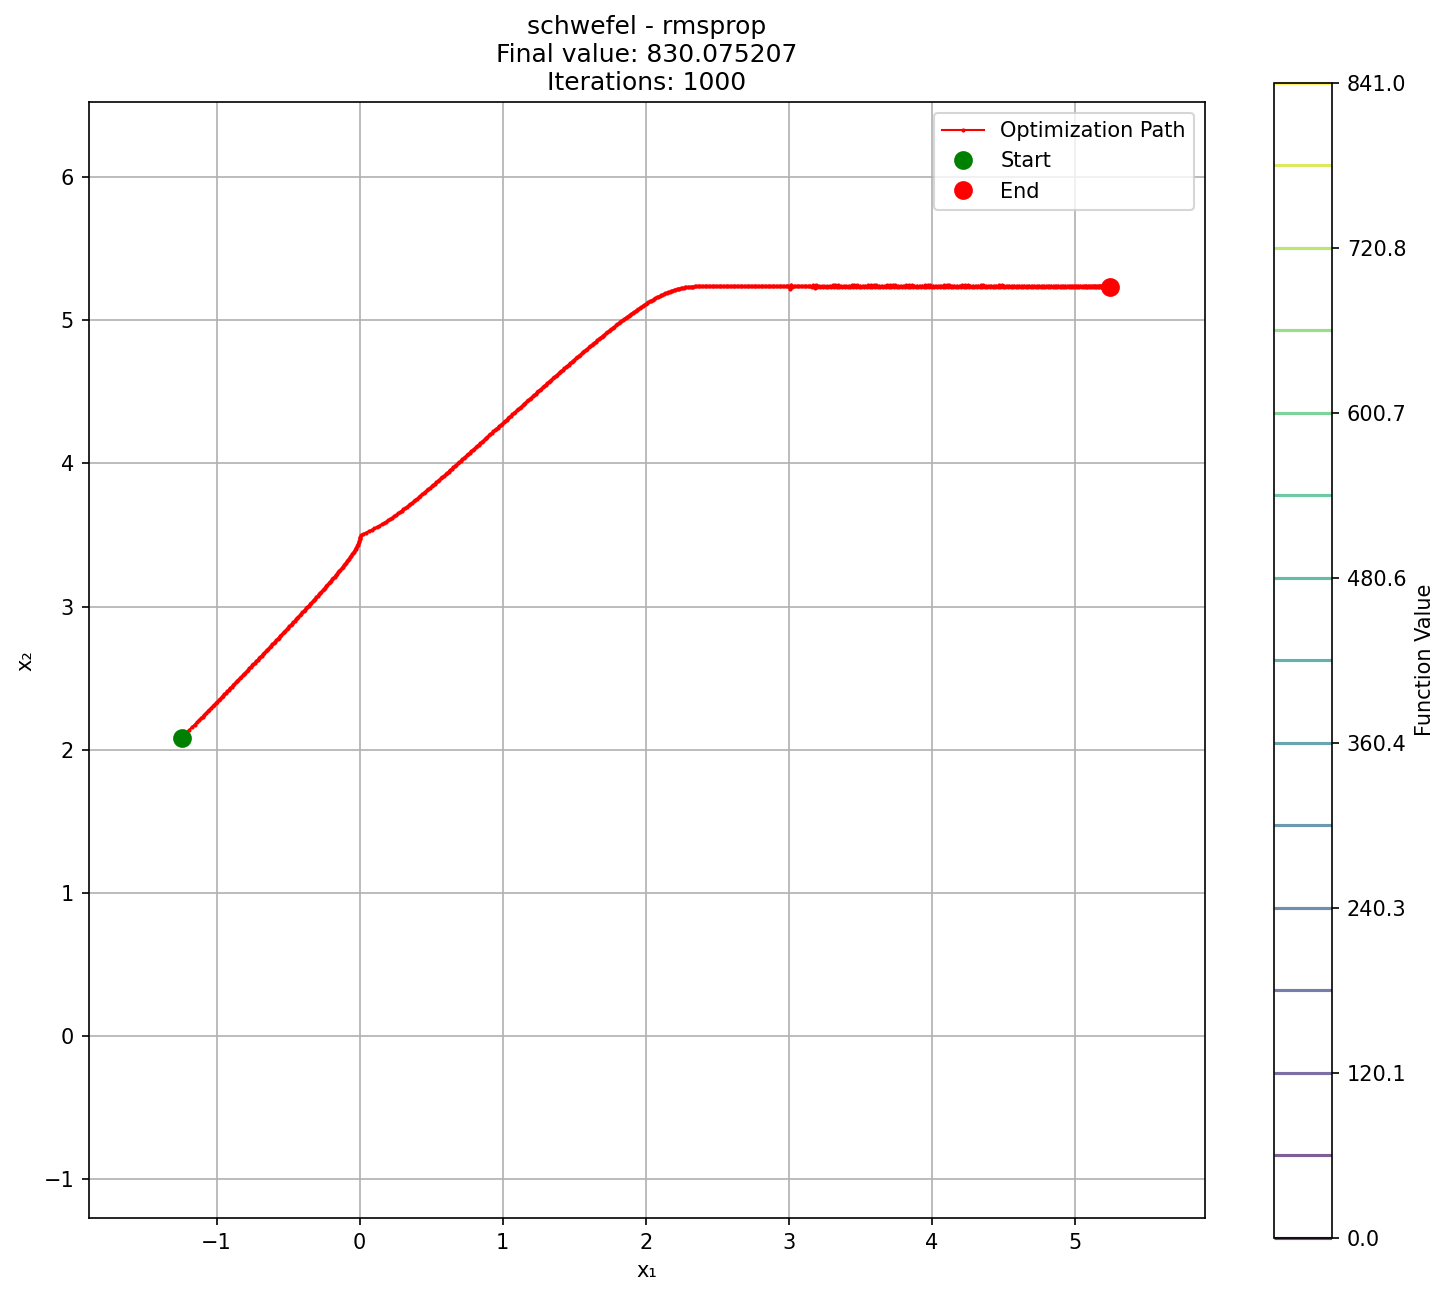 schwefel - rmsprop
Final value: 830.075207
Iterations: 1000
Optimization Path
Start
End
6
5
4
3
2
1
0
−1
x₂
−1
0
1
2
3
4
5
x₁
841.0
720.8
600.7
480.6
360.4
240.3
120.1
0.0
Function Value